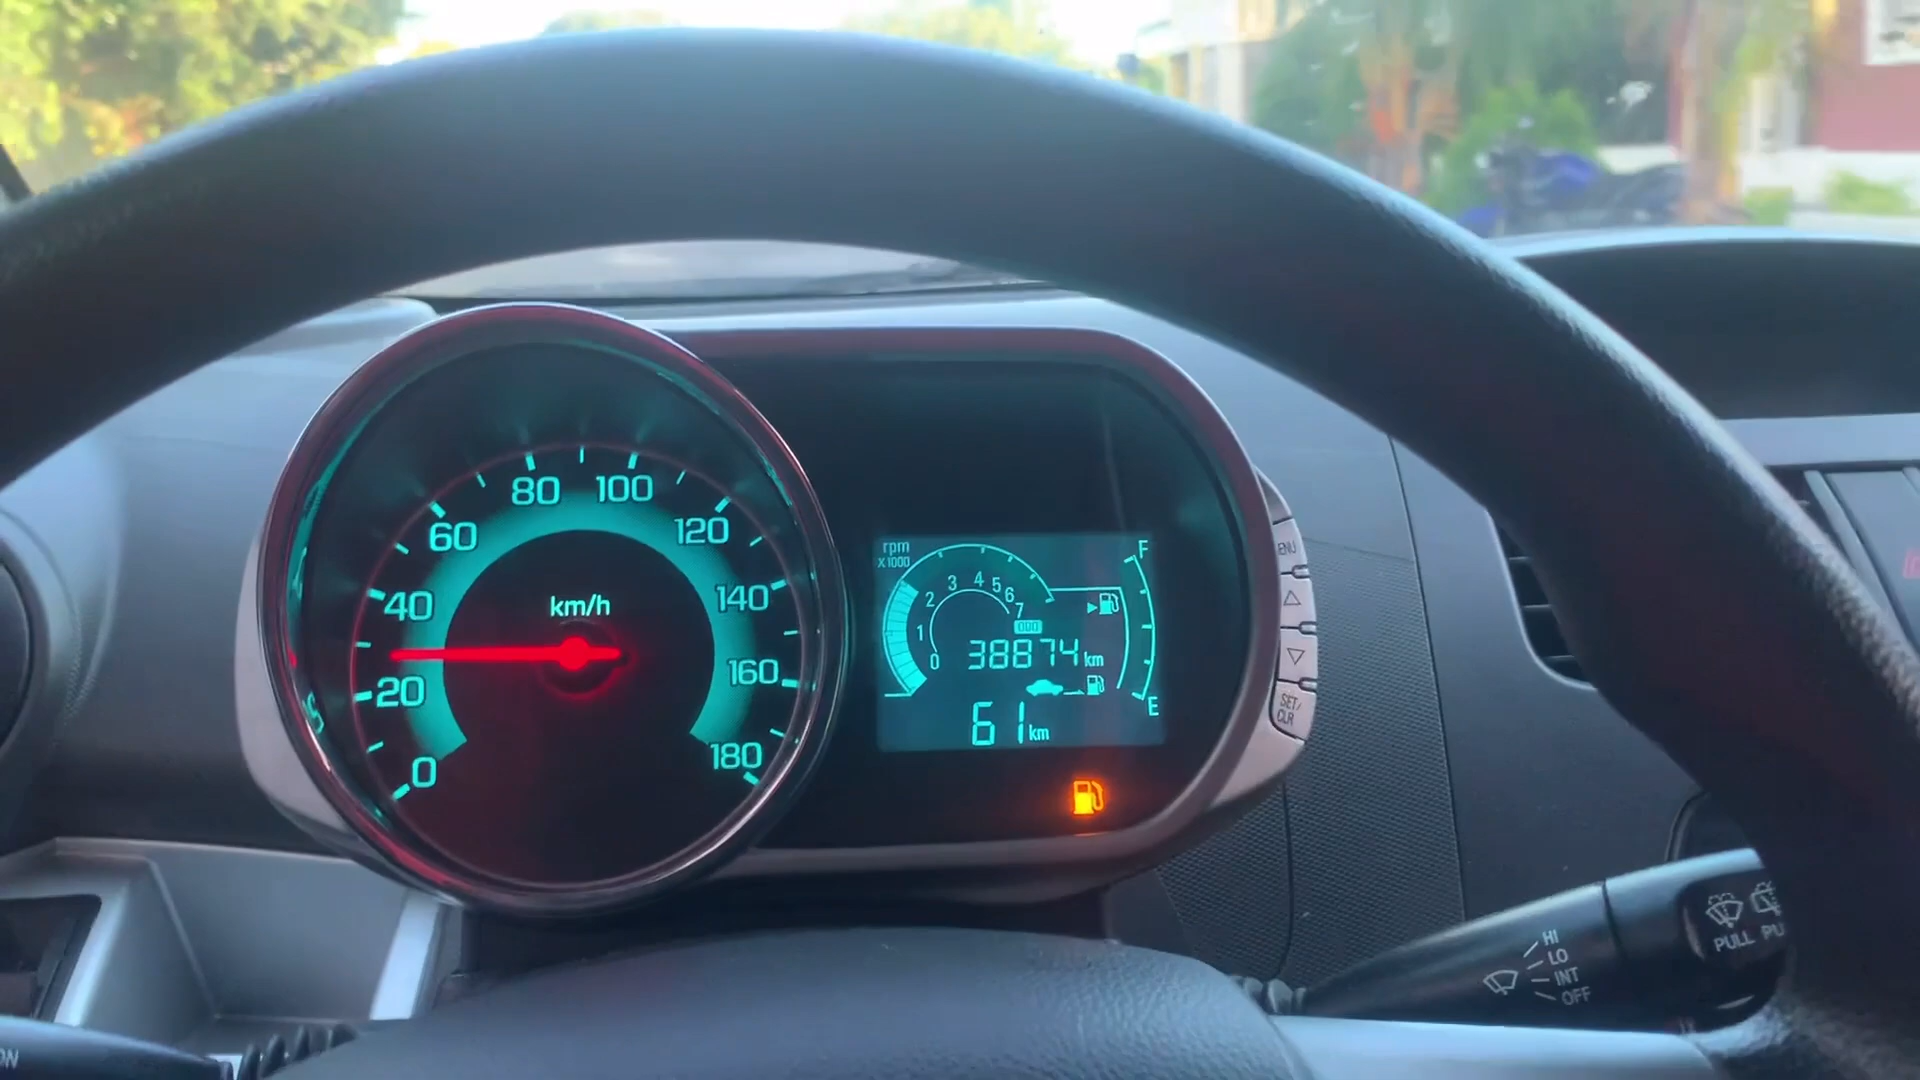 80 100
60 120
40 140
km/h
20 160
0 180
rpm
X1000
0 1 2 3 4 5 6 7
F
000
38874 km
E
61 km
SET/
CLR
HI
LO
INT
OFF
PULL